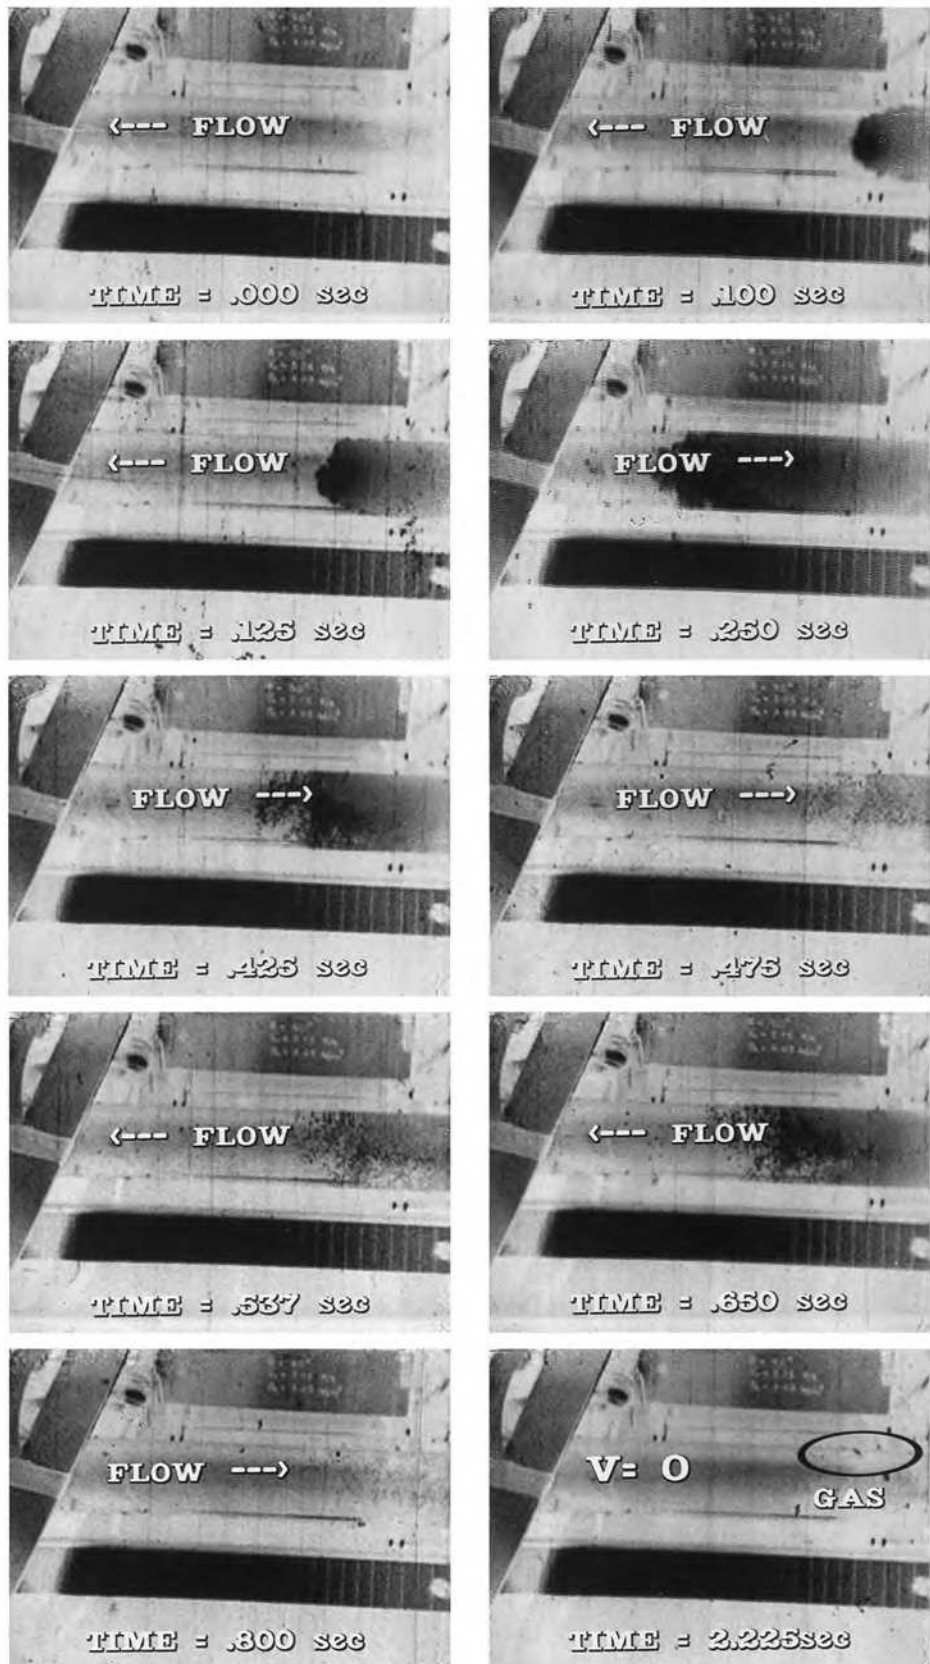 <--- FLOW
TIME = .000 sec
<--- FLOW
TIME = .100 sec
<--- FLOW
TIME = .125 sec
FLOW --->
TIME = .250 sec
FLOW --->
TIME = .425 sec
FLOW --->
TIME = .475 sec
<--- FLOW
TIME = .537 sec
<--- FLOW
TIME = .650 sec
FLOW --->
TIME = .800 sec
V= 0
GAS
TIME = 2.225sec